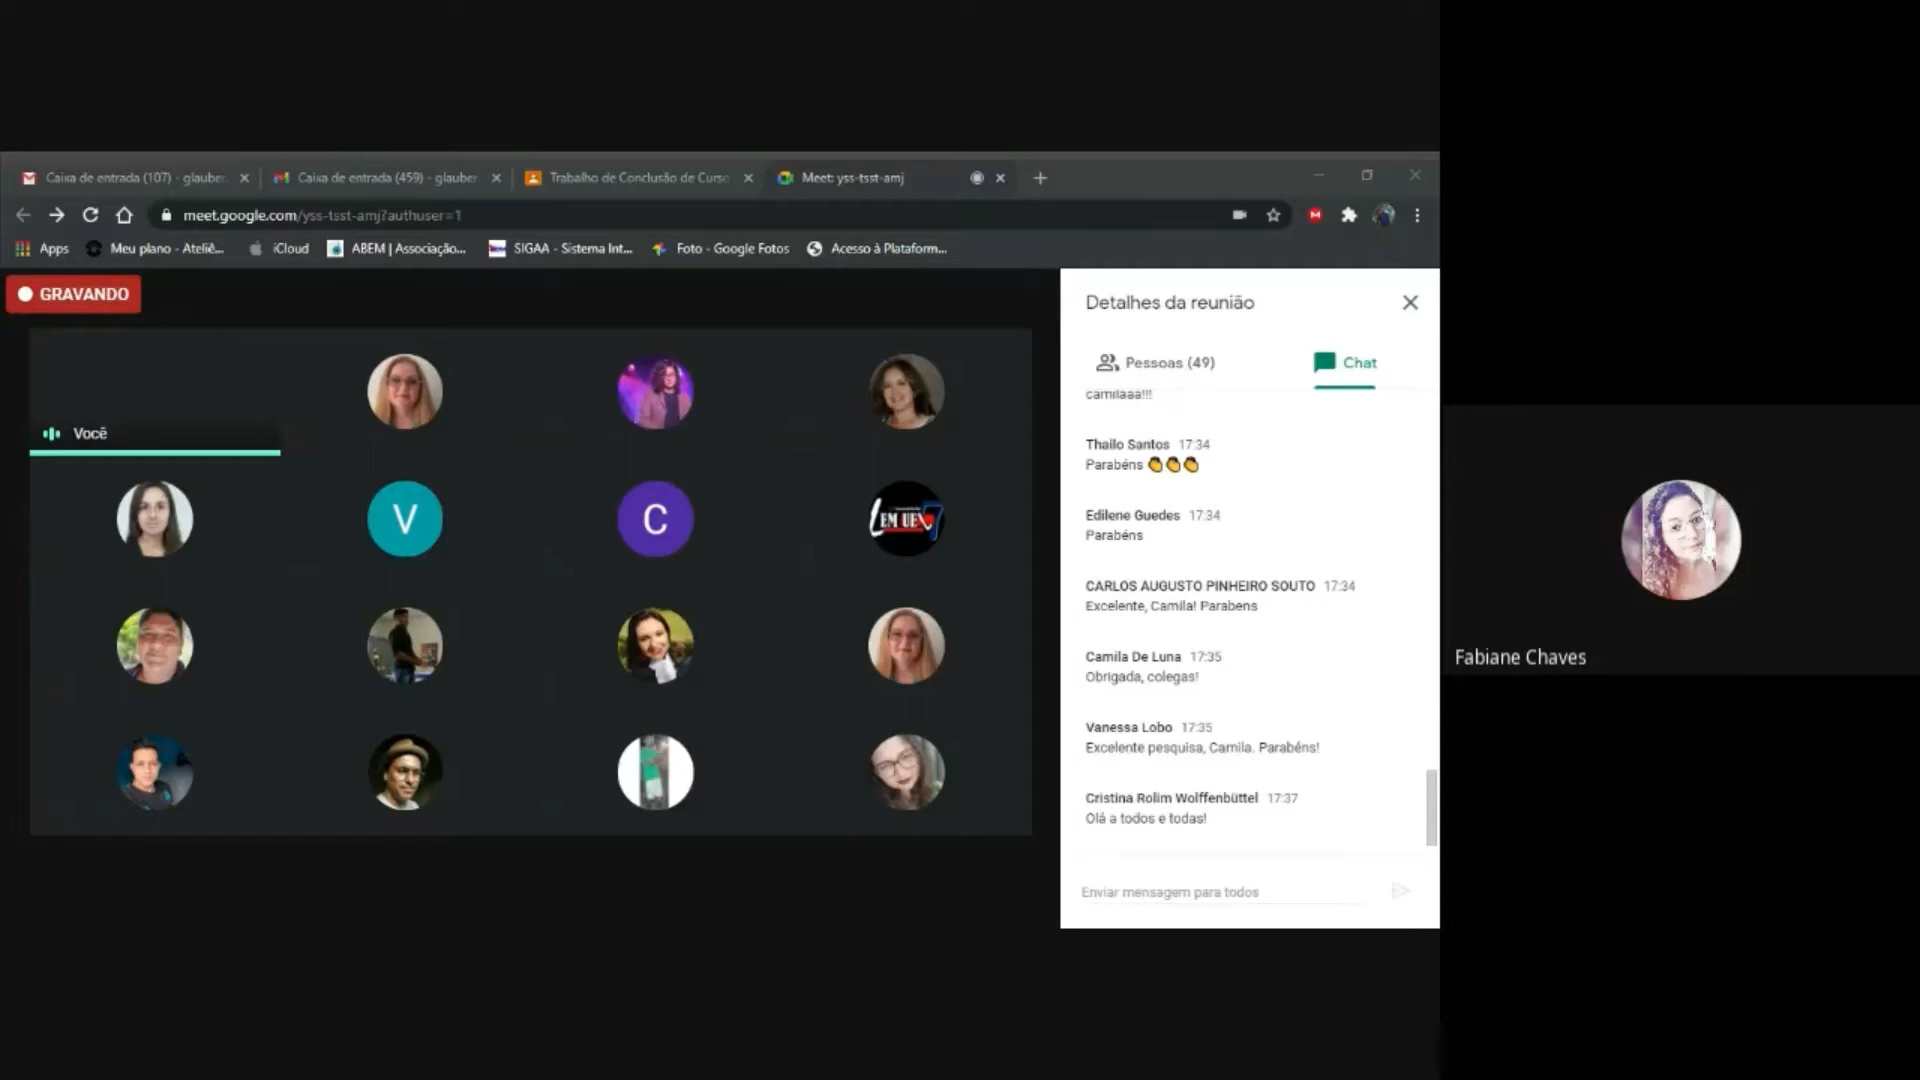 Caixa de entrada (107) - glauber.
Caixa de entrada (459) - glauber
Trabalho de Conclusão de Curso
Meet: yss-tsst-amj
meet.google.com/yss-tsst-amj?authuser=1
Apps
Meu plano - Ateliê...
iCloud
ABEM | Associação...
SIGAA - Sistema Int...
Foto - Google Fotos
Acesso à Plataform...
GRAVANDO
Você
V
C
LEM UEA
Detalhes da reunião
Pessoas (49)
Chat
camilaaa!!!
Thailo Santos 17:34
Parabéns 👏👏👏
Edilene Guedes 17:34
Parabéns
CARLOS AUGUSTO PINHEIRO SOUTO 17:34
Excelente, Camila! Parabens
Camila De Luna 17:35
Obrigada, colegas!
Vanessa Lobo 17:35
Excelente pesquisa, Camila. Parabéns!
Cristina Rolim Wolffenbüttel 17:37
Olá a todos e todas!
Enviar mensagem para todos
Fabiane Chaves